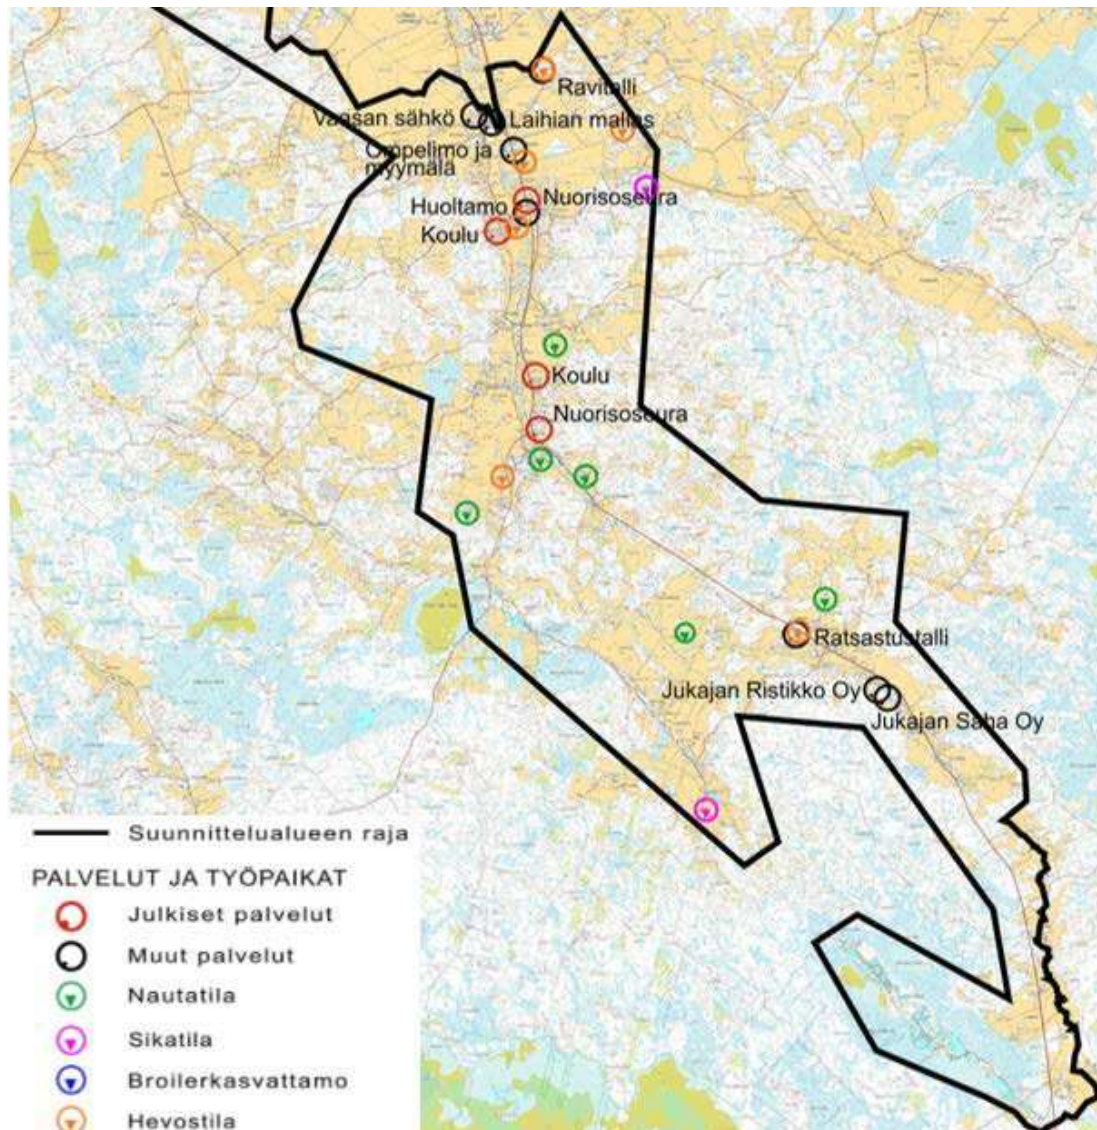 Ravitalli
Vaasan sähkö
Laihian mallas
Ompelimo ja
myymälä
Nuorisoseura
Huoltamo
Koulu
Koulu
Nuorisoseura
Ratsastustalli
Jukajan Ristikko Oy
Jukajan Saha Oy
Suunnittelualueen raja
PALVELUT JA TYÖPAIKAT
Julkiset palvelut
Muut palvelut
Nautatila
Sikatila
Broilerkasvattamo
Hevostila